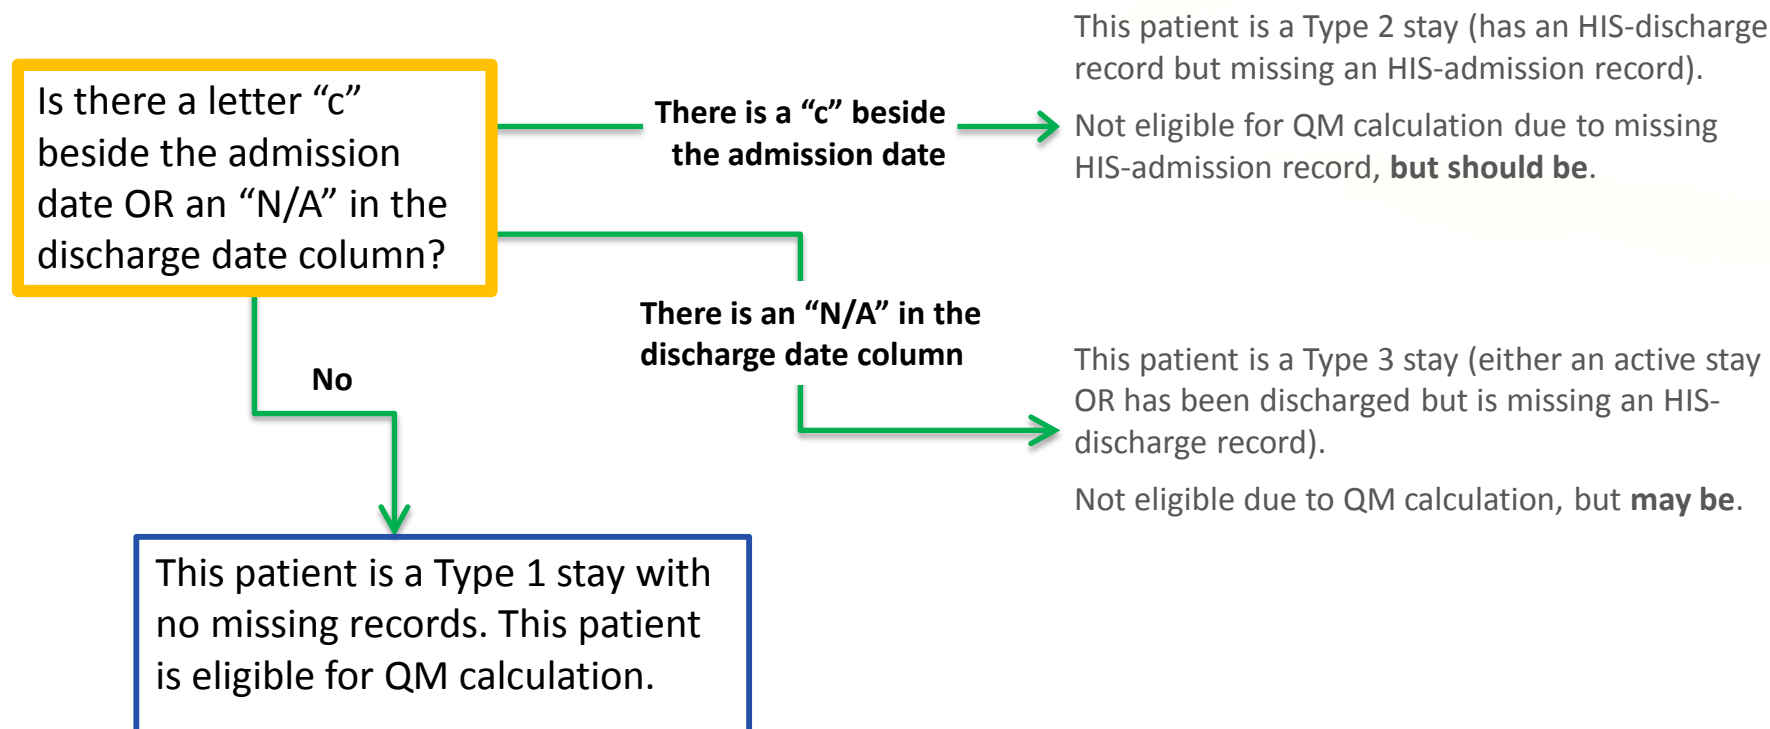 Is there a letter “c”
beside the admission
date OR an “N/A” in the
discharge date column?
There is a “c” beside
the admission date
This patient is a Type 2 stay (has an HIS-discharge
record but missing an HIS-admission record).
Not eligible for QM calculation due to missing
HIS-admission record, but should be.
There is an “N/A” in the
discharge date column
This patient is a Type 3 stay (either an active stay
OR has been discharged but is missing an HIS-
discharge record).
Not eligible due to QM calculation, but may be.
No
This patient is a Type 1 stay with
no missing records. This patient
is eligible for QM calculation.